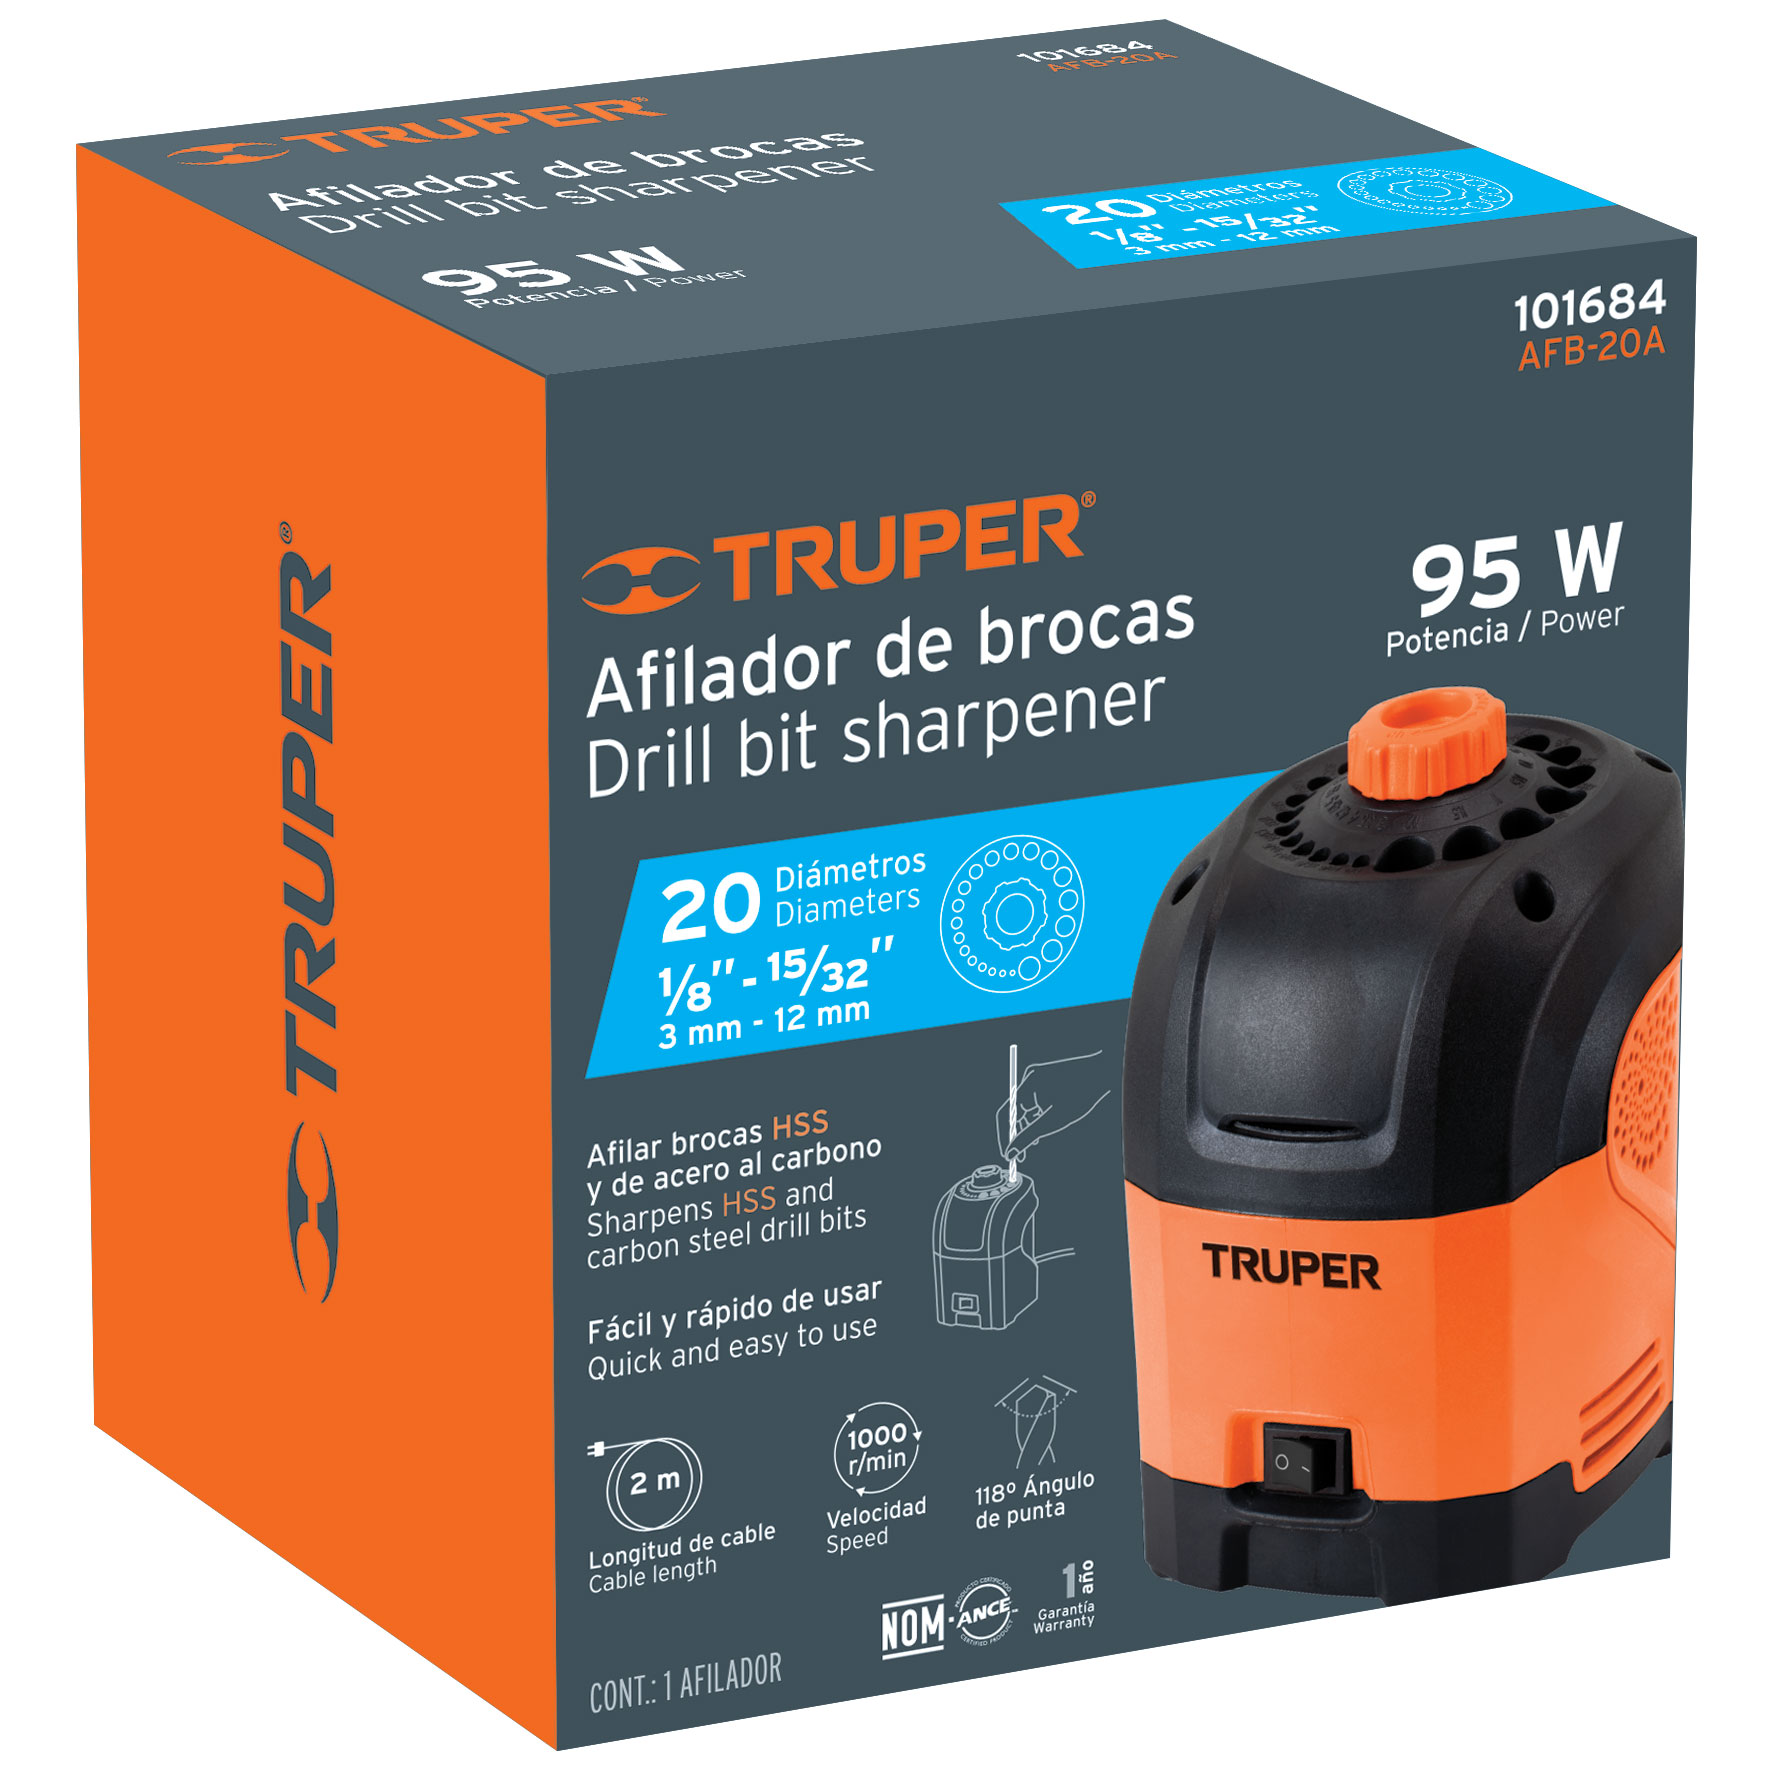 TRUPER®
Afilador de brocas
Drill bit sharpener
95 W
Potencia / Power
101684
AFB-20A
20 Diámetros
Diameters
1/8" - 15/32"
3 mm - 12 mm
TRUPER®
101684
AFB-20A
TRUPER®
Afilador de brocas
Drill bit sharpener
95 W
Potencia / Power
20 Diámetros
Diameters
1/8" - 15/32"
3 mm - 12 mm
Afilar brocas HSS
y de acero al carbono
Sharpens HSS and
carbon steel drill bits
Fácil y rápido de usar
Quick and easy to use
2 m
Longitud de cable
Cable length
1000
r/min
Velocidad
Speed
118° Ángulo
de punta
NOM-ANCE
PRODUCTO CERTIFICADO
CERTIFIED PRODUCT
1 año
Garantía
Warranty
CONT.: 1 AFILADOR
TRUPER